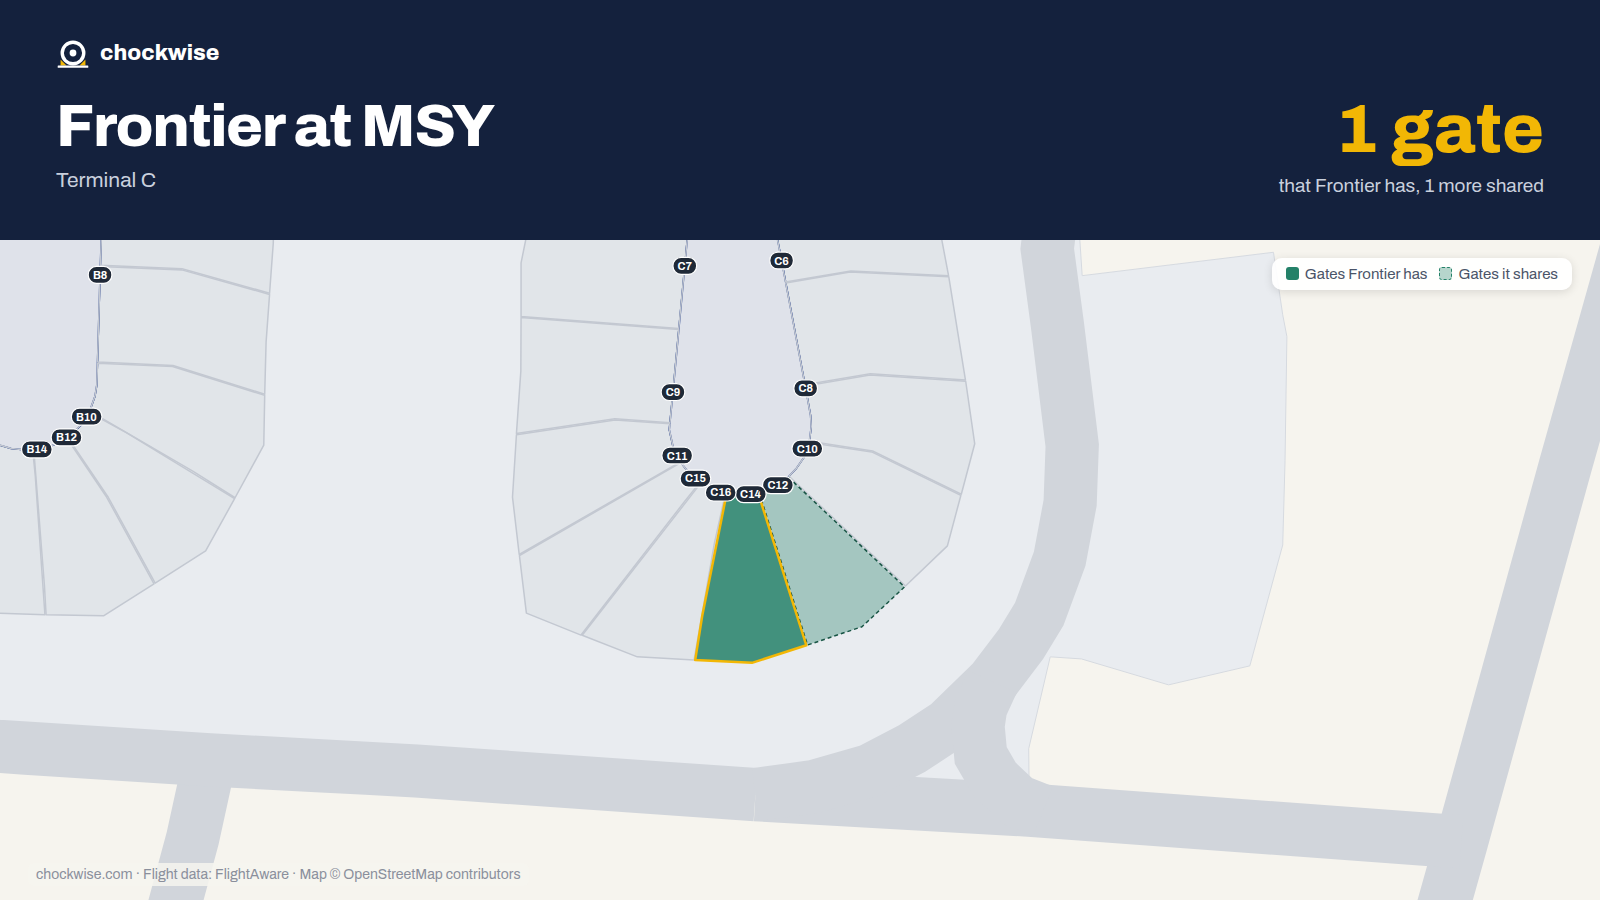 chockwise
Frontier at MSY
Terminal C
1 gate
that Frontier has, 1 more shared
Gates Frontier has
Gates it shares
B8
C7
C6
C9
C8
B10
B12
B14
C11
C10
C15
C16
C14
C12
chockwise.com · Flight data: FlightAware · Map © OpenStreetMap contributors